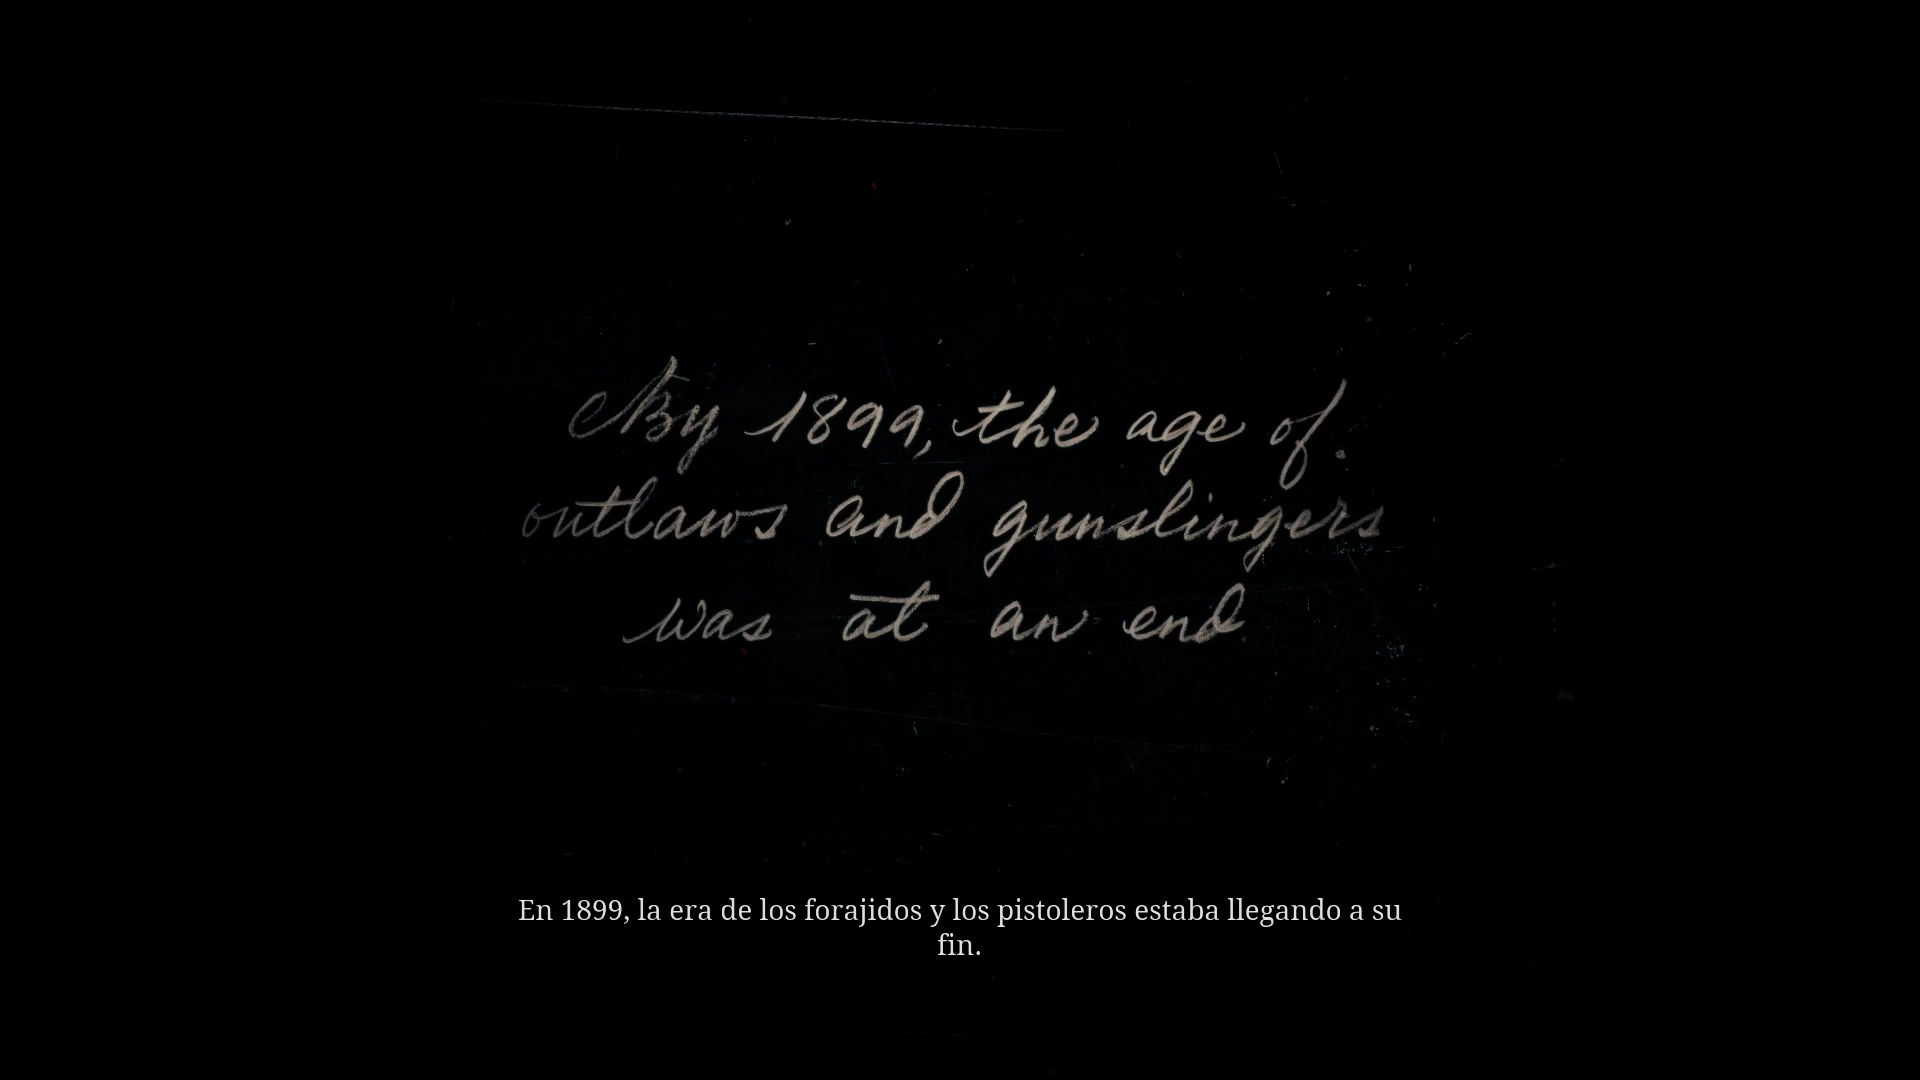 By 1899, the age of
outlaws and gunslingers
was at an end
En 1899, la era de los forajidos y los pistoleros estaba llegando a su
fin.